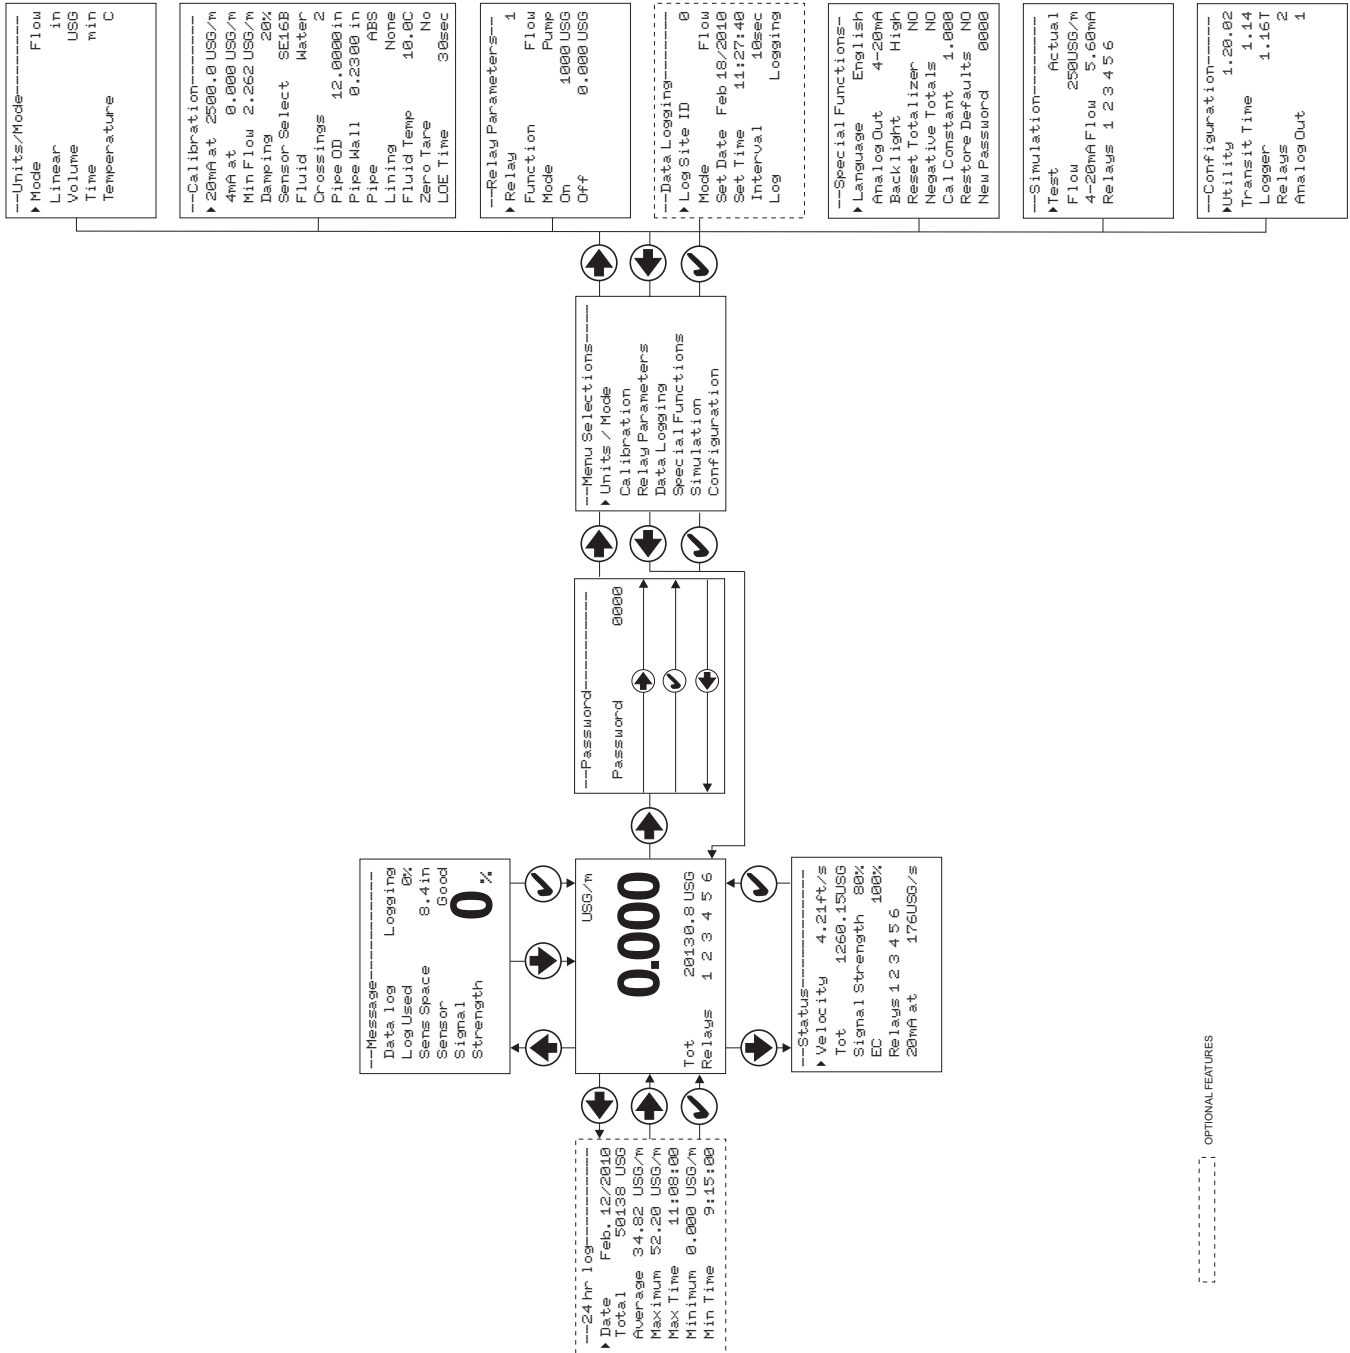 --Units/Mode---------
Mode Flow
Linear in
Volume USG
Time min
Temperature C
--Calibration----------
20mA at 2500.0 USG/m
4mA at 0.000 USG/m
Min Flow 2.262 USG/m
Damping 20%
Sensor Select SE16B
Fluid Water
Crossings 2
Pipe OD 12.0000 in
Pipe Wall 0.2300 in
Pipe ABS
Lining None
Fluid Temp 10.0C
Zero Tare No
LOE Time 30sec
--Relay Parameters--
Relay 1
Function Flow
Mode Pump
On 1000 USG
Off 0.000 USG
--Data Logging-------
Log Site ID 0
Mode Flow
Set Date Feb 18/2010
Set Time 11:27:40
Interval 10sec
Log Logging
--Special Functions-
Language English
Analog Out 4-20mA
Backlight High
Reset Totalizer NO
Negative Totals NO
Cal Constant 1.000
Restore Defaults NO
New Password 0000
--Simulation--------
Test Actual
Flow 250USG/m
4-20mA Flow 5.60mA
Relays 1 2 3 4 5 6
--Configuration-----
Utility 1.20.02
Transit Time 1.14
Logger 1.16T
Relays 2
Analog Out 1
--Menu Selections----
Units / Mode
Calibration
Relay Parameters
Data Logging
Special Functions
Simulation
Configuration
--Password-----------
Password 0000
--Message------------
Data log Logging
Log Used 0%
Sens Space 8.4in
Sensor Good
Signal
Strength 0 %
USG/m
0.000
Tot 20130.8 USG
Relays 1 2 3 4 5 6
--Status-------------
Velocity 4.21ft/s
Tot 1260.15USG
Signal Strength 80%
EC 100%
Relays 1 2 3 4 5 6
20mA at 176USG/s
--24 hr log----------
Date Feb. 12/2010
Total 50138 USG
Average 34.82 USG/m
Maximum 52.20 USG/m
Max Time 11:08:00
Minimum 0.000 USG/m
Min Time 9:15:00
OPTIONAL FEATURES